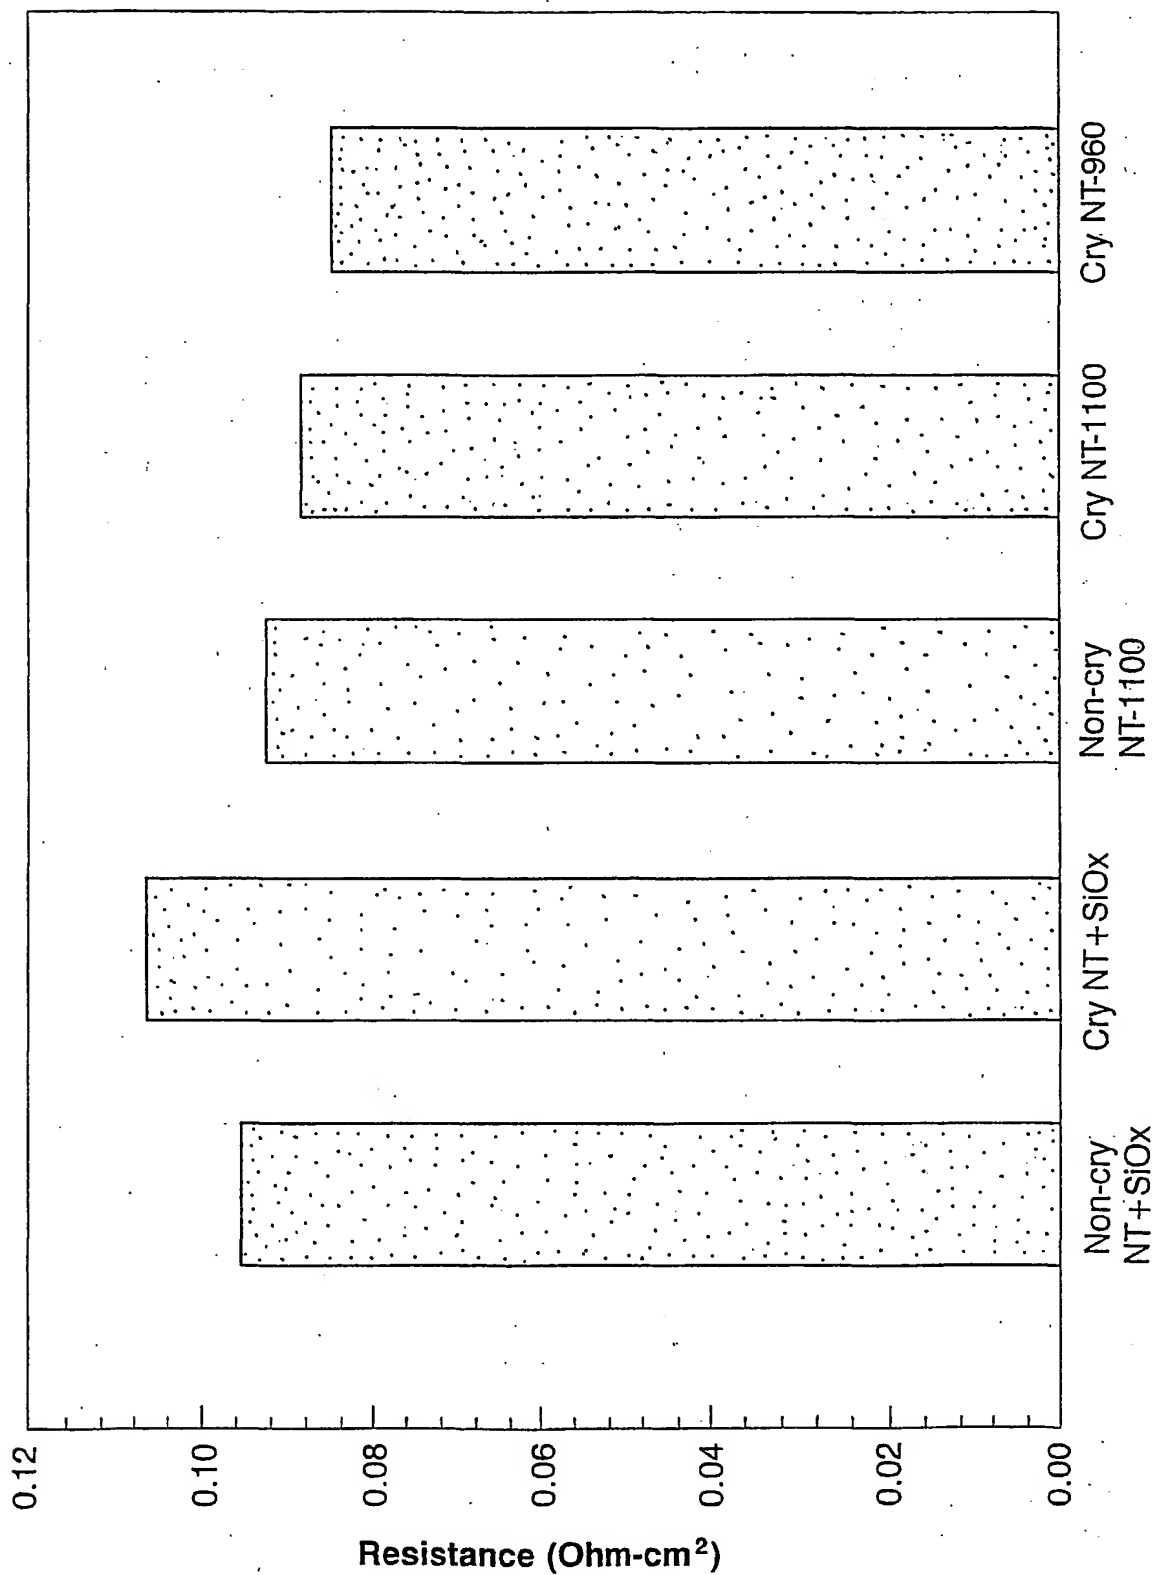 Resistance (Ohm-cm²)
0.12
0.10
0.08
0.06
0.04
0.02
0.00
Non-cry
NT+SiOx
Cry NT+SiOx
Non-cry
NT-1100
Cry NT-1100
Cry NT-960